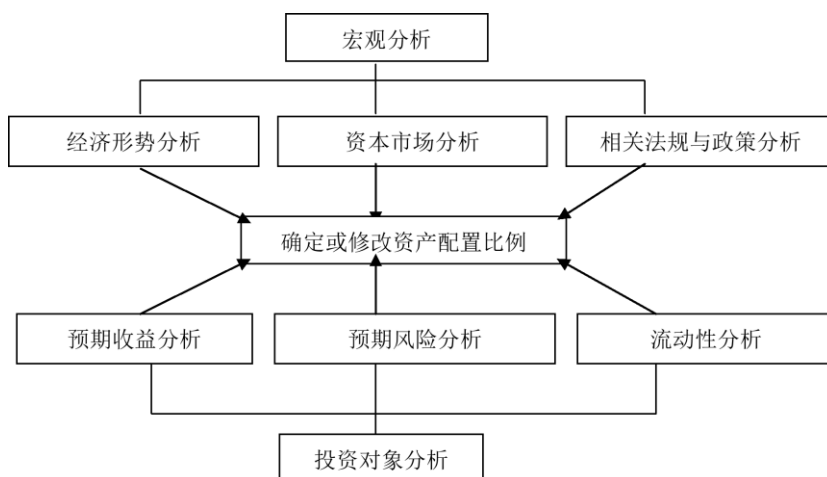 宏观分析
经济形势分析
资本市场分析
相关法规与政策分析
确定或修改资产配置比例
预期收益分析
预期风险分析
流动性分析
投资对象分析